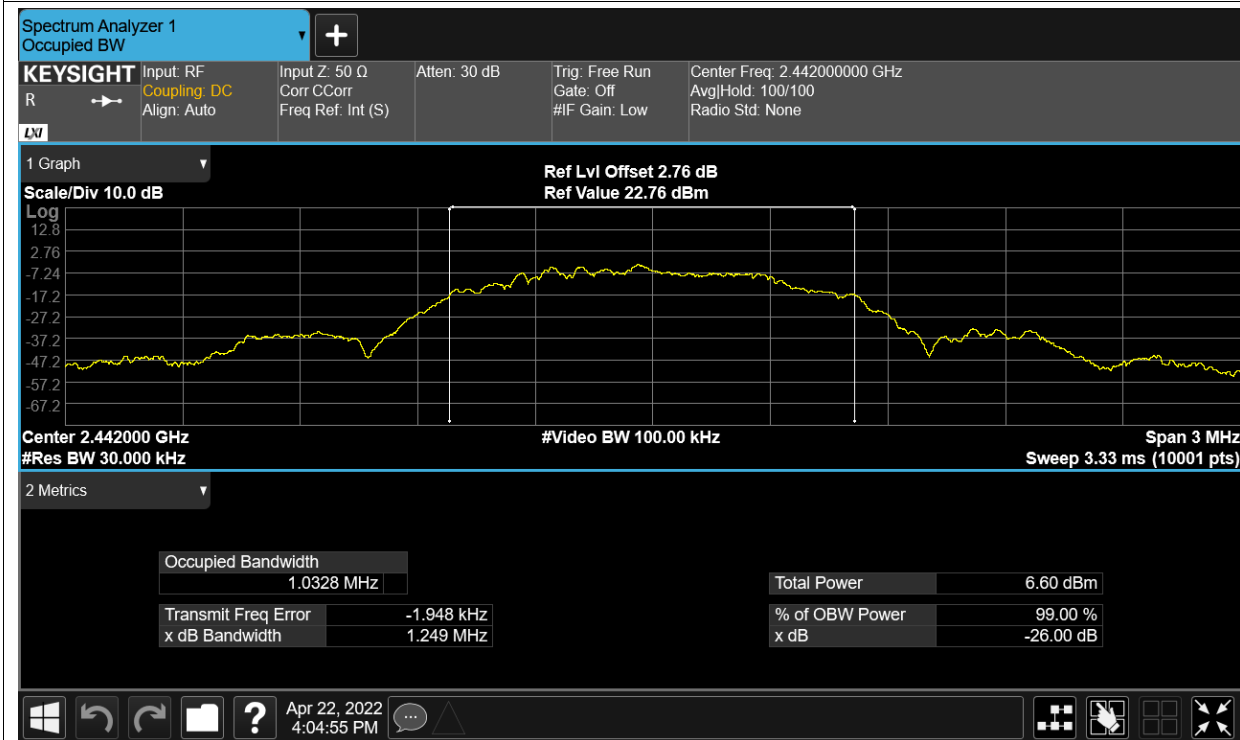 Spectrum Analyzer 1
Occupied BW
KEYSIGHT
R
LXI
Input: RF
Coupling: DC
Align: Auto
Input Z: 50 Ω
Corr CCorr
Freq Ref: Int (S)
Atten: 30 dB
Trig: Free Run
Gate: Off
#IF Gain: Low
Center Freq: 2.442000000 GHz
Avg|Hold: 100/100
Radio Std: None
1 Graph
Scale/Div 10.0 dB
Ref Lvl Offset 2.76 dB
Ref Value 22.76 dBm
Log
12.8
2.76
-7.24
-17.2
-27.2
-37.2
-47.2
-57.2
-67.2
Center 2.442000 GHz
#Video BW 100.00 kHz
Span 3 MHz
#Res BW 30.000 kHz
Sweep 3.33 ms (10001 pts)
2 Metrics
Occupied Bandwidth
1.0328 MHz
Total Power 6.60 dBm
Transmit Freq Error -1.948 kHz
% of OBW Power 99.00 %
x dB Bandwidth 1.249 MHz
x dB -26.00 dB
?
Apr 22, 2022
4:04:55 PM